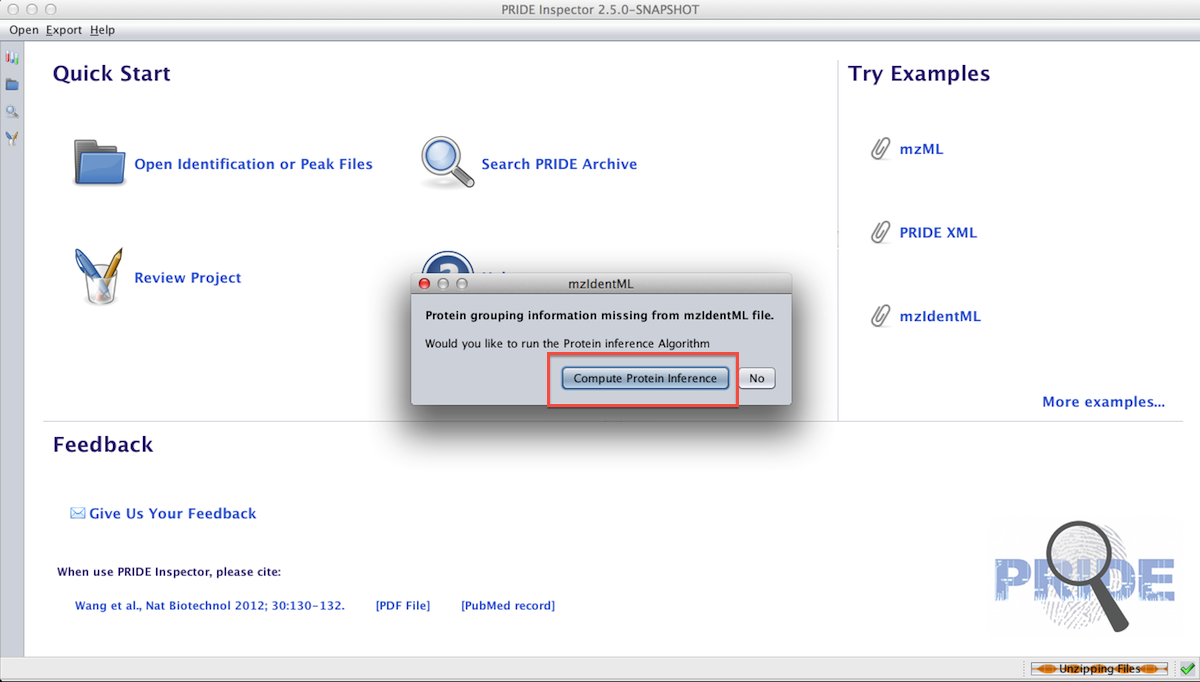 PRIDE Inspector 2.5.0-SNAPSHOT
Open Export Help
Quick Start
Try Examples
Open Identification or Peak Files
Search PRIDE Archive
mzML
PRIDE XML
Review Project
mzIdentML
Protein grouping information missing from mzIdentML file.
Would you like to run the Protein inference Algorithm
Compute Protein Inference
No
mzIdentML
More examples...
Feedback
Give Us Your Feedback
When use PRIDE Inspector, please cite:
Wang et al., Nat Biotechnol 2012; 30:130-132. [PDF File] [PubMed record]
PRIDE
Unzipping Files